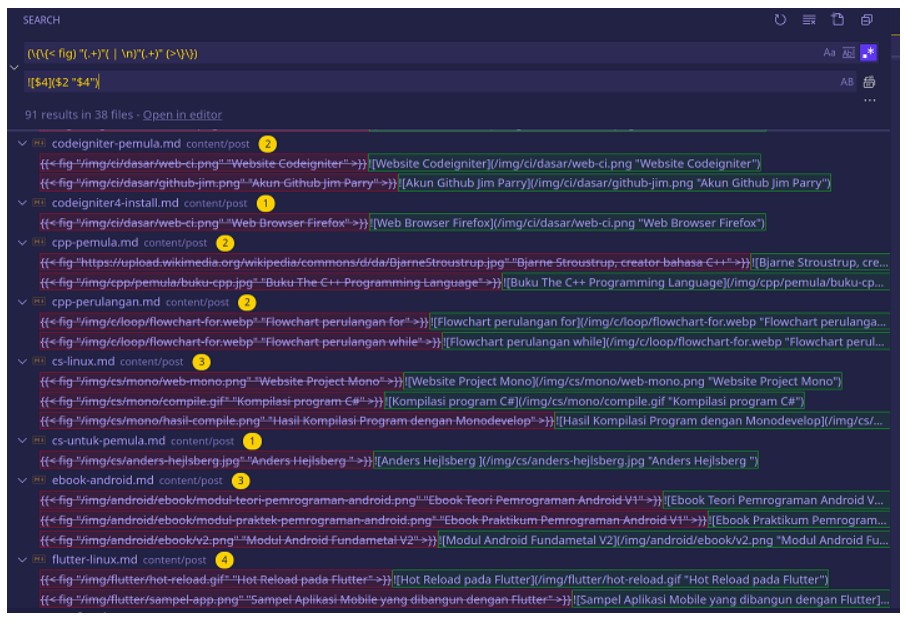 SEARCH
(\{\{< fig) "(.+)"( | \n)"(.+)" (>\}\})
Aa Abl .*
![$4]($2 "$4")
AB
...
91 results in 38 files - Open in editor
codeigniter-pemula.md content/post 2
{{< fig "/img/ci/dasar/web-ci.png" "Website Codeigniter" >}}![Website Codeigniter](/img/ci/dasar/web-ci.png "Website Codeigniter")
{{< fig "/img/ci/dasar/github-jim.png" "Akun Github Jim Parry" >}}![Akun Github Jim Parry](/img/ci/dasar/github-jim.png "Akun Github Jim Parry")
codeigniter4-install.md content/post 1
{{< fig "/img/ci/dasar/web-ci.png" "Web Browser Firefox" >}}![Web Browser Firefox](/img/ci/dasar/web-ci.png "Web Browser Firefox")
cpp-pemula.md content/post 2
{{< fig "https://upload.wikimedia.org/wikipedia/commons/d/da/BjarneStroustrup.jpg" "Bjarne Stroustrup, creator bahasa C++" >}}![Bjarne Stroustrup, cre...
{{< fig "/img/cpp/pemula/buku-cpp.jpg" "Buku The C++ Programming Language" >}}![Buku The C++ Programming Language](/img/cpp/pemula/buku-cp...
cpp-perulangan.md content/post 2
{{< fig "/img/c/loop/flowchart-for.webp" "Flowchart perulangan for" >}}![Flowchart perulangan for](/img/c/loop/flowchart-for.webp "Flowchart perulanga...
{{< fig "/img/c/loop/flowchart-for.webp" "Flowchart perulangan while" >}}![Flowchart perulangan while](/img/c/loop/flowchart-for.webp "Flowchart perul...
cs-linux.md content/post 3
{{< fig "/img/cs/mono/web-mono.png" "Website Project Mono" >}}![Website Project Mono](/img/cs/mono/web-mono.png "Website Project Mono")
{{< fig "/img/cs/mono/compile.gif" "Kompilasi program C#" >}}![Kompilasi program C#](/img/cs/mono/compile.gif "Kompilasi program C#")
{{< fig "/img/cs/mono/hasil-compile.png" "Hasil Kompilasi Program dengan Monodevelop" >}}![Hasil Kompilasi Program dengan Monodevelop](/img/cs/...
cs-untuk-pemula.md content/post 1
{{< fig "/img/cs/anders-hejlsberg.jpg" "Anders Hejlsberg " >}}![Anders Hejlsberg ](/img/cs/anders-hejlsberg.jpg "Anders Hejlsberg ")
ebook-android.md content/post 3
{{< fig "/img/android/ebook/modul-teori-pemrograman-android.png" "Ebook Teori Pemrograman Android V1" >}}![Ebook Teori Pemrograman Android V...
{{< fig "/img/android/ebook/modul-praktek-pemrograman-android.png" "Ebook Praktikum Pemrograman Android V1" >}}![Ebook Praktikum Pemrogram...
{{< fig "/img/android/ebook/v2.png" "Modul Android Fundametal V2" >}}![Modul Android Fundametal V2](/img/android/ebook/v2.png "Modul Android Fu...
flutter-linux.md content/post 4
{{< fig "/img/flutter/hot-reload.gif" "Hot Reload pada Flutter" >}}![Hot Reload pada Flutter](/img/flutter/hot-reload.gif "Hot Reload pada Flutter")
{{< fig "/img/flutter/sampel-app.png" "Sampel Aplikasi Mobile yang dibangun dengan Flutter" >}}![Sampel Aplikasi Mobile yang dibangun dengan Flutter]...